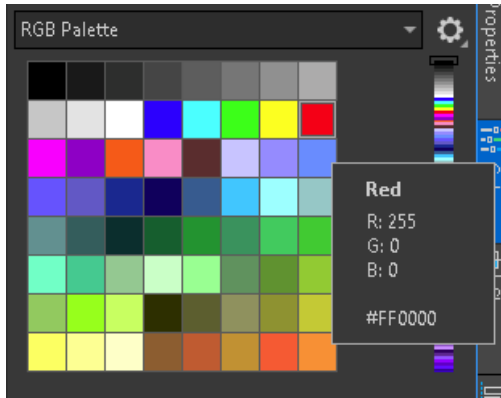 RGB Palette
Properties
Red
R: 255
G: 0
B: 0
#FF0000